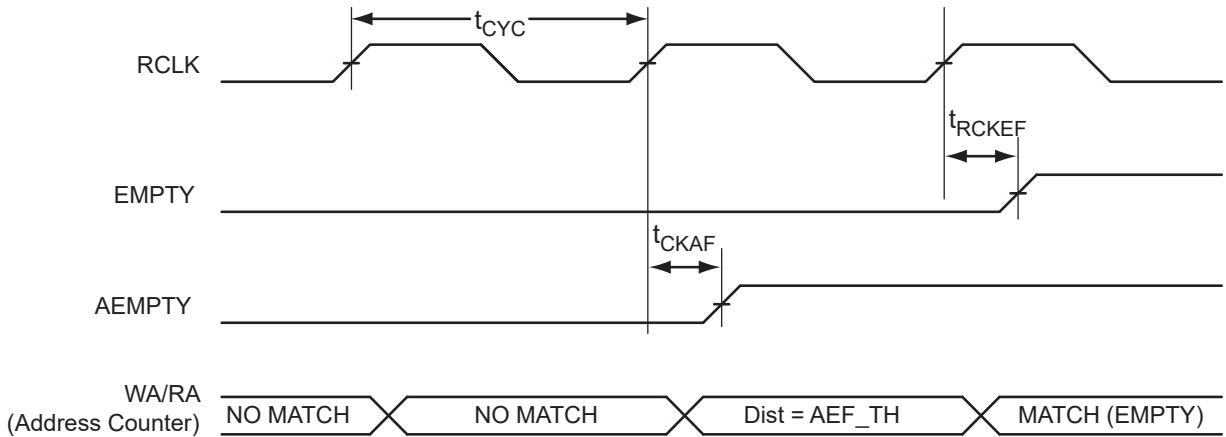 tCYC
RCLK
tRCKEF
EMPTY
tCKAF
AEMPTY
WA/RA
(Address Counter)
NO MATCH
NO MATCH
Dist = AEF_TH
MATCH (EMPTY)